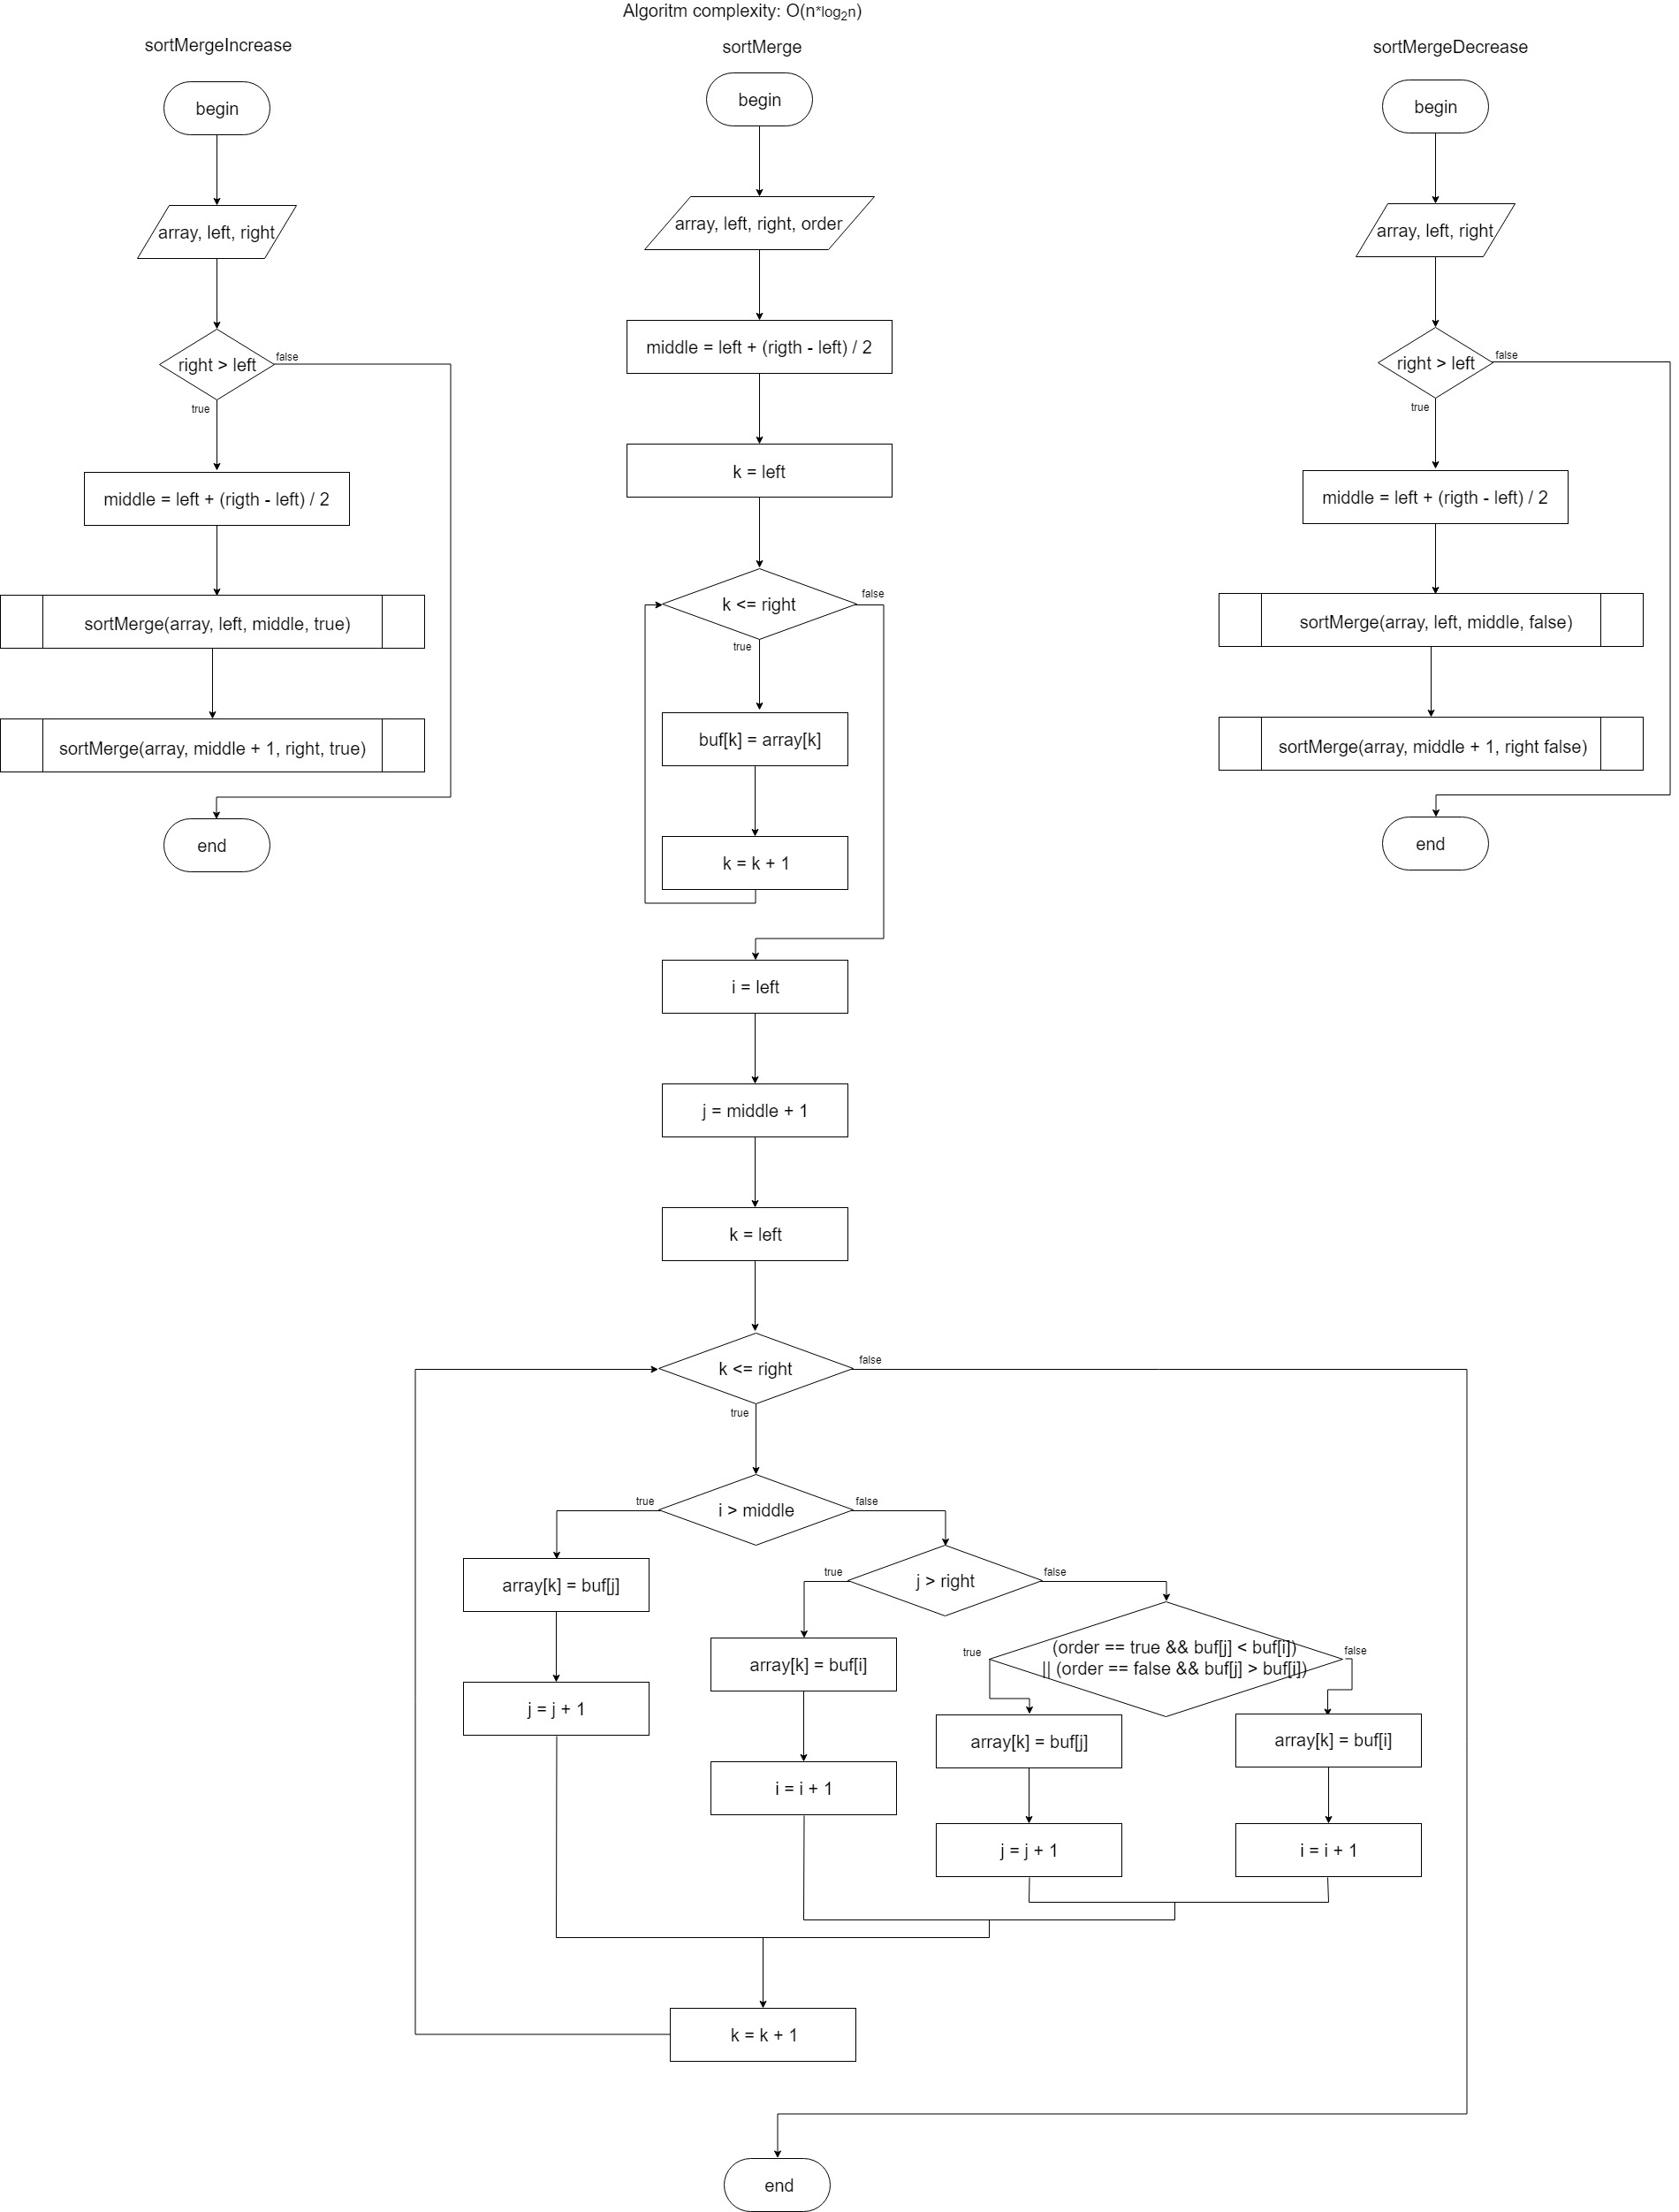 Algoritm complexity: O(n*log2n)
sortMergeIncrease
begin
array, left, right
right > left
false
true
middle = left + (rigth - left) / 2
sortMerge(array, left, middle, true)
sortMerge(array, middle + 1, right, true)
end
sortMerge
begin
array, left, right, order
middle = left + (rigth - left) / 2
k = left
k <= right
false
true
buf[k] = array[k]
k = k + 1
i = left
j = middle + 1
k = left
k <= right
false
true
i > middle
true
false
array[k] = buf[j]
j = j + 1
j > right
true
false
array[k] = buf[i]
i = i + 1
(order == true && buf[j] < buf[i])
|| (order == false && buf[j] > buf[i])
true
false
array[k] = buf[j]
j = j + 1
array[k] = buf[i]
i = i + 1
k = k + 1
end
sortMergeDecrease
begin
array, left, right
right > left
false
true
middle = left + (rigth - left) / 2
sortMerge(array, left, middle, false)
sortMerge(array, middle + 1, right false)
end